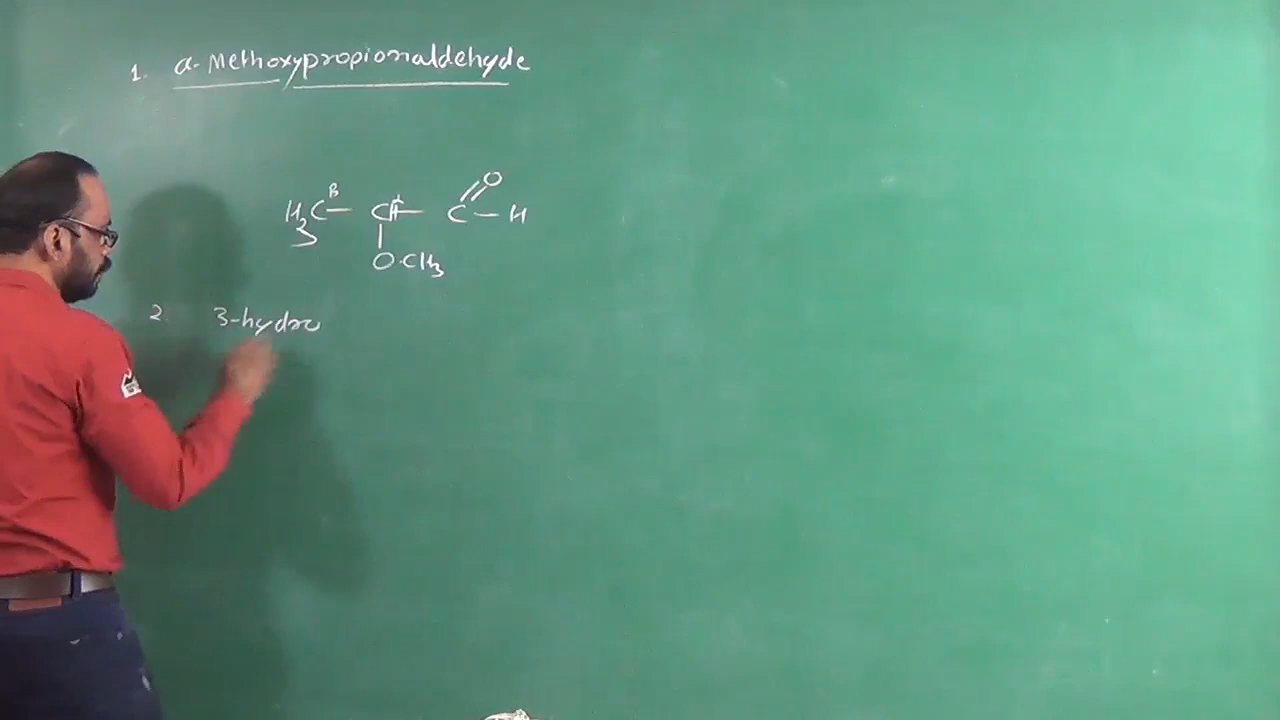 1. α-Methoxypropionaldehyde
β
O
H3C — CH — C — H
O·CH3
2. 3-hydro